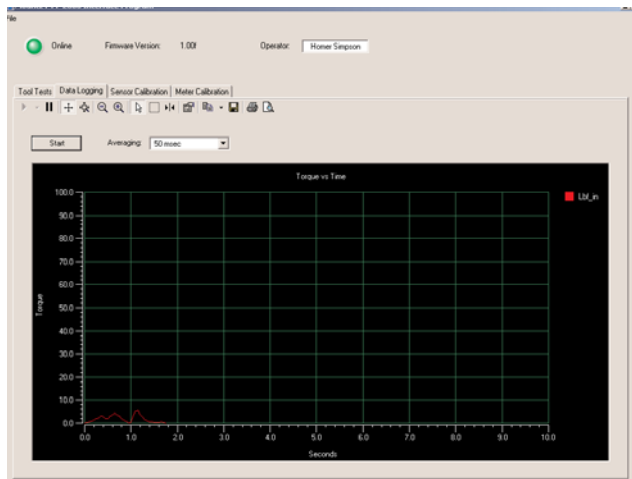 File
Online Firmware Version: 1.00f Operator: Homer Simpson
Tool Tests Data Logging Sensor Calibration Meter Calibration
Start Averaging: 50 msec
Torque vs Time
Lbf_in
100.0
90.0
80.0
70.0
60.0
50.0
40.0
30.0
20.0
10.0
0.0
Torque
0.0 1.0 2.0 3.0 4.0 5.0 6.0 7.0 8.0 9.0 10.0
Seconds